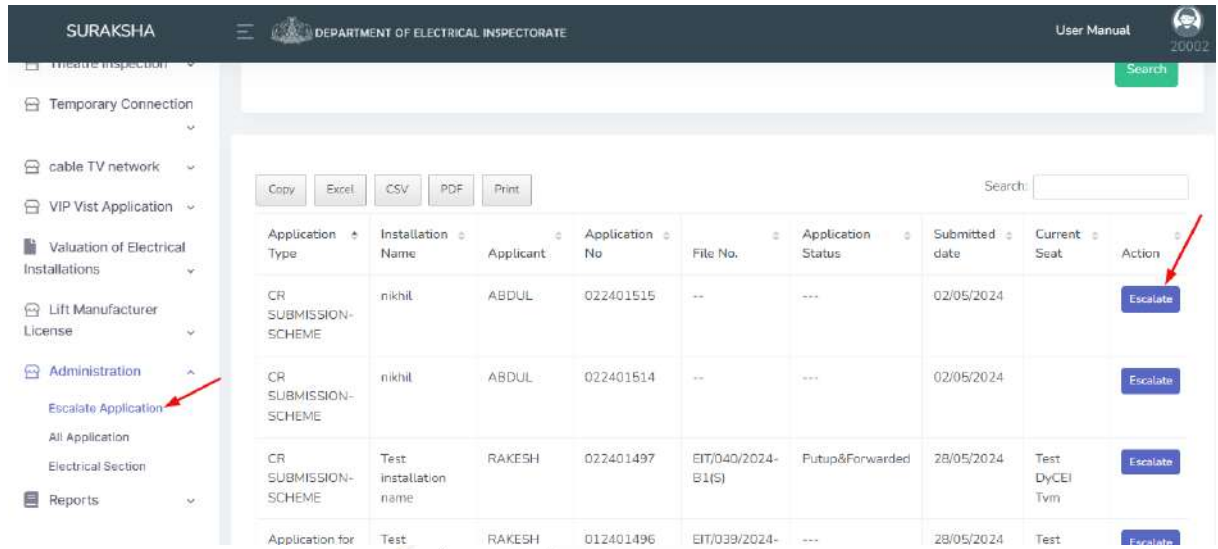 SURAKSHA
DEPARTMENT OF ELECTRICAL INSPECTORATE
User Manual
20002
Theatre Inspection
Search
Temporary Connection
cable TV network
VIP Vist Application
Valuation of Electrical
Installations
Lift Manufacturer
License
Administration
Escalate Application
All Application
Electrical Section
Reports
Copy Excel CSV PDF Print
Search:
Application Installation Application Application Submitted Current
Type Name Applicant No File No. Status date Seat Action
CR nikhil ABDUL 022401515 -- --- 02/05/2024 Escalate
SUBMISSION-
SCHEME
CR nikhil ABDUL 022401514 -- --- 02/05/2024 Escalate
SUBMISSION-
SCHEME
CR Test RAKESH 022401497 EIT/040/2024- Putup&Forwarded 28/05/2024 Test Escalate
SUBMISSION- installation B1(S) DyCEI
SCHEME name Tvm
Application for Test RAKESH 012401496 EIT/039/2024- --- 28/05/2024 Test Escalate